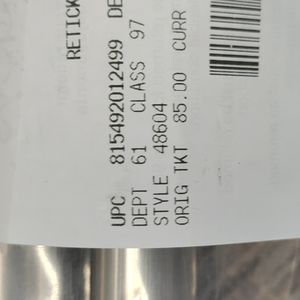 RETICK
UPC 815492012499 DE
DEPT 61 CLASS 97
STYLE 48604
ORIG TKT 85.00 CURR